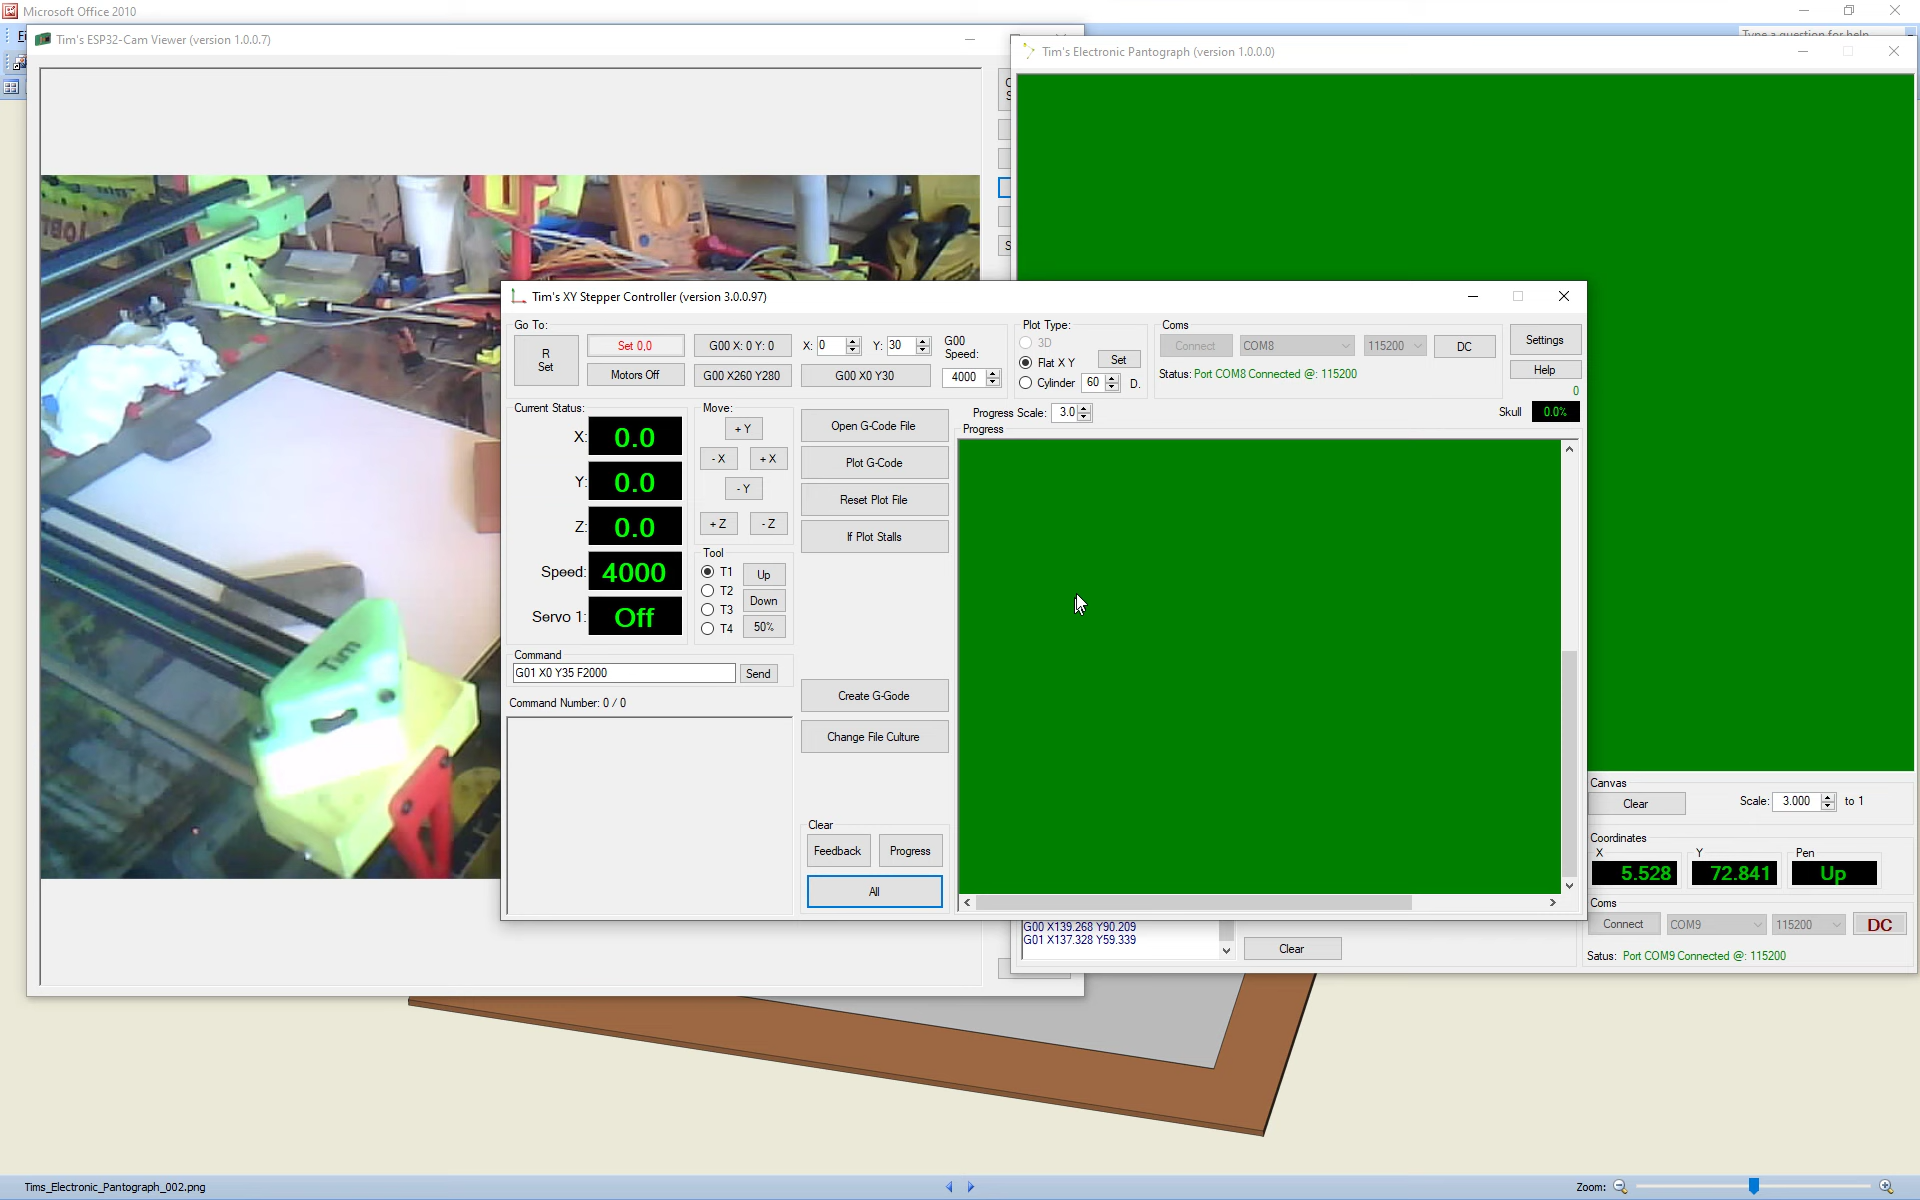 Microsoft Office 2010
Tim's ESP32-Cam Viewer (version 1.0.0.7)
Type a question for help
Tim's Electronic Pantograph (version 1.0.0.0)
Tim
Tim's XY Stepper Controller (version 3.0.0.97)
Go To:
R
Set
Set 0,0
G00 X: 0 Y: 0
X: 0
Y: 30
G00
Speed:
Motors Off
G00 X260 Y280
G00 X0 Y30
4000
Plot Type:
3D
Flat X Y
Set
Cylinder
60
D.
Coms
Connect
COM8
115200
DC
Status: Port COM8 Connected @: 115200
Settings
Help
0
Current Status:
X: 0.0
Y: 0.0
Z: 0.0
Speed: 4000
Servo 1: Off
Move:
+ Y
- X
+ X
- Y
+ Z
- Z
Tool
T1
T2
T3
T4
Up
Down
50%
Open G-Code File
Plot G-Code
Reset Plot File
If Plot Stalls
Create G-Gode
Change File Culture
Progress Scale: 3.0
Skull 0.0%
Progress
Command
G01 X0 Y35 F2000
Send
Command Number: 0 / 0
Clear
Feedback
Progress
All
G00 X139.268 Y90.209
G01 X137.328 Y59.339
Clear
Canvas
Clear
Scale: 3.000 to 1
Coordinates
X
Y
Pen
5.528
72.841
Up
Coms
Connect
COM9
115200
DC
Satus: Port COM9 Connected @: 115200
Tims_Electronic_Pantograph_002.png
Zoom: